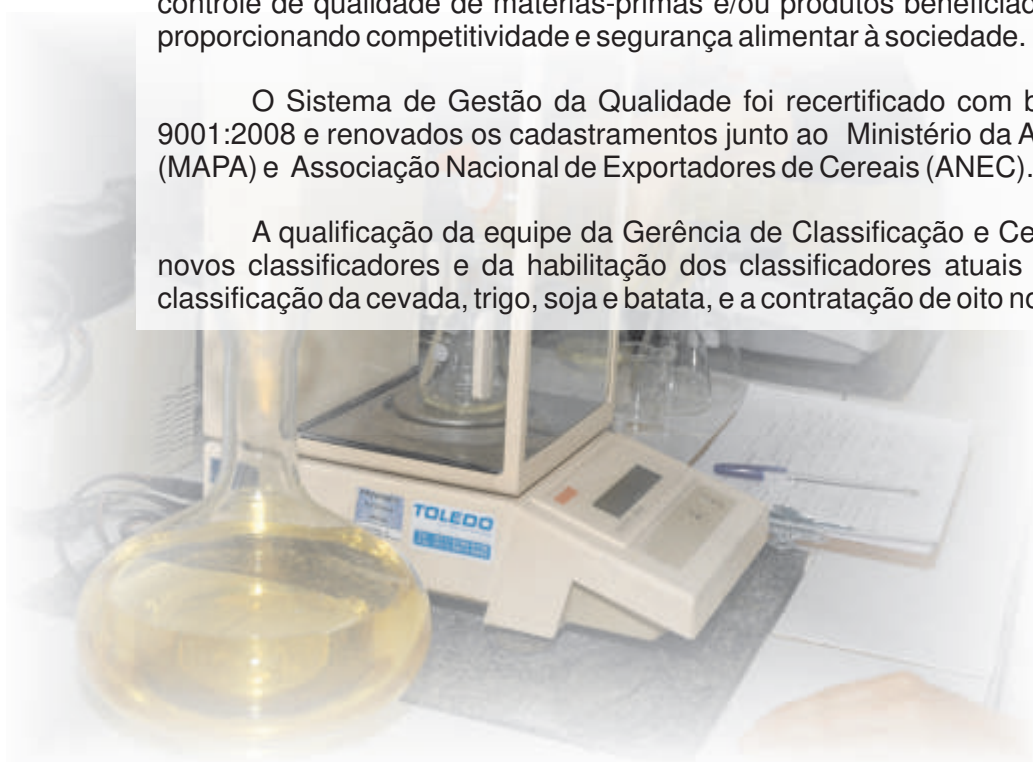 controle de qualidade de matérias-primas e/ou produtos beneficiad
proporcionando competitividade e segurança alimentar à sociedade.
O Sistema de Gestão da Qualidade foi recertificado com b
9001:2008 e renovados os cadastramentos junto ao Ministério da A
(MAPA) e Associação Nacional de Exportadores de Cereais (ANEC).
A qualificação da equipe da Gerência de Classificação e Ce
novos classificadores e da habilitação dos classificadores atuais
classificação da cevada, trigo, soja e batata, e a contratação de oito no
TOLEDO